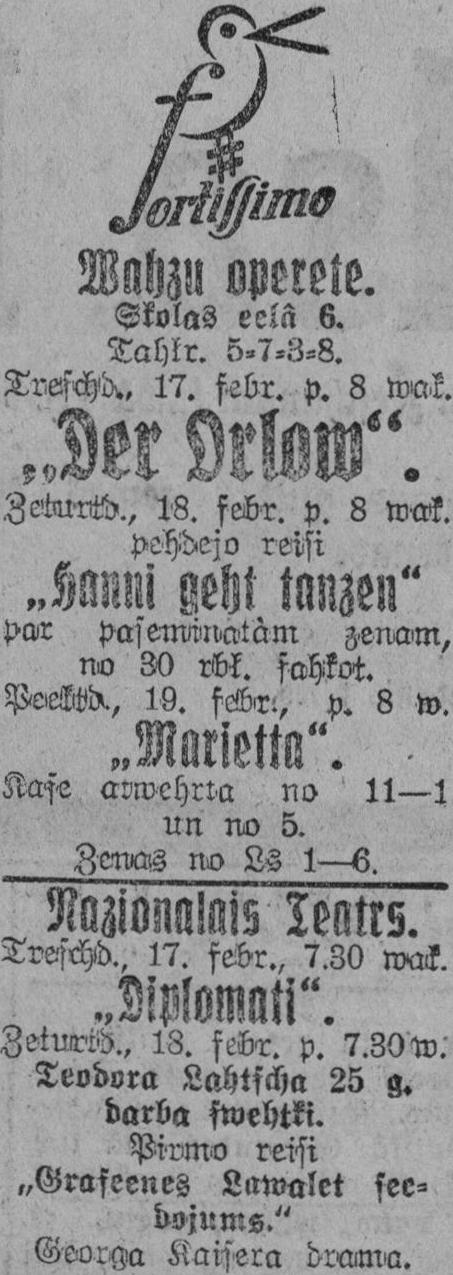 fortissimo
Wahzu operete.
Skolas eelâ 6.
Tahlr. 5-7-3-8.
Treschd., 17. febr. p. 8 wak.
„Der Orlow“.
Zeturtd., 18. febr. p. 8 wak.
pehdejo reisi
„Hanni geht tanzen“
par paseminatâm zenam,
no 30 rbl. sahkot.
Peektd., 19. febr., p. 8 w.
„Marietta“.
Kase atwehrta no 11—1
un no 5.
Zenas no Ls 1—6.
Nazionalais Teatrs.
Treschd., 17. febr., 7.30 wak.
„Diplomati“.
Zeturtd., 18. febr. p. 7.30 w.
Teodora Lahtscha 25 g.
darba swehtki.
Pirmo reisi
„Grafeenes Lawalet see-
dojums.“
Georga Kaisera drama.